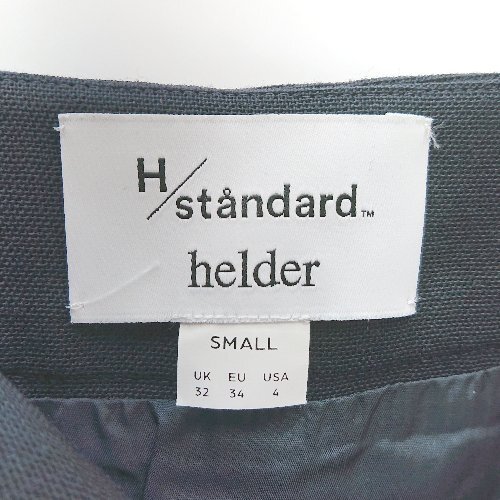 H/
ståndard™
helder
SMALL
UK EU USA
32 34 4